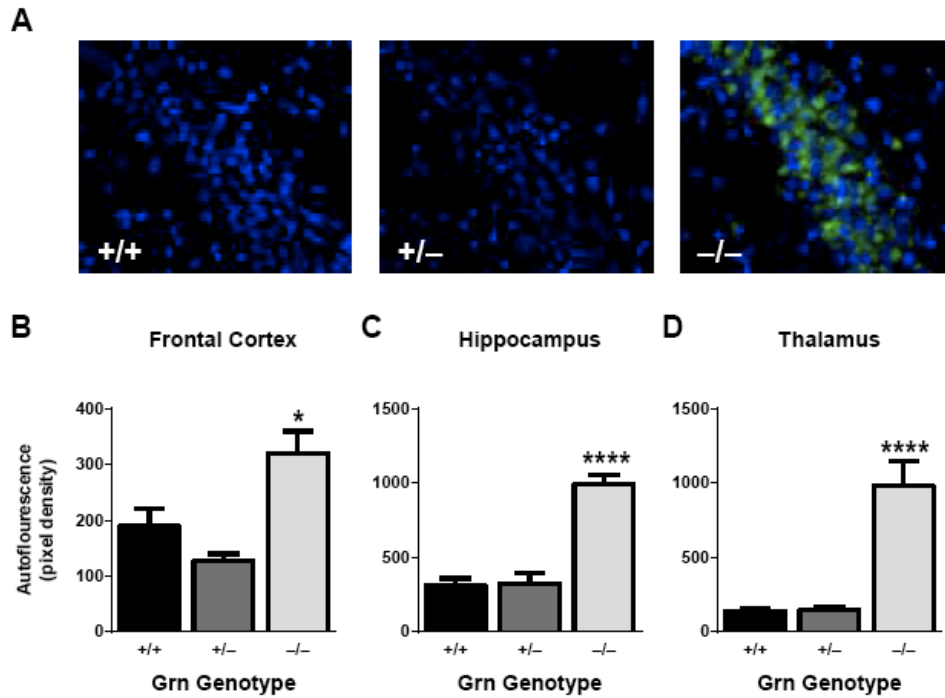 A
+/+
+/–
–/–
B
Frontal Cortex
Autoflourescence
(pixel density)
400
300
200
100
0
*
+/+
+/–
–/–
Grn Genotype
C
Hippocampus
1500
1000
500
0
****
+/+
+/–
–/–
Grn Genotype
D
Thalamus
1500
1000
500
0
****
+/+
+/–
–/–
Grn Genotype